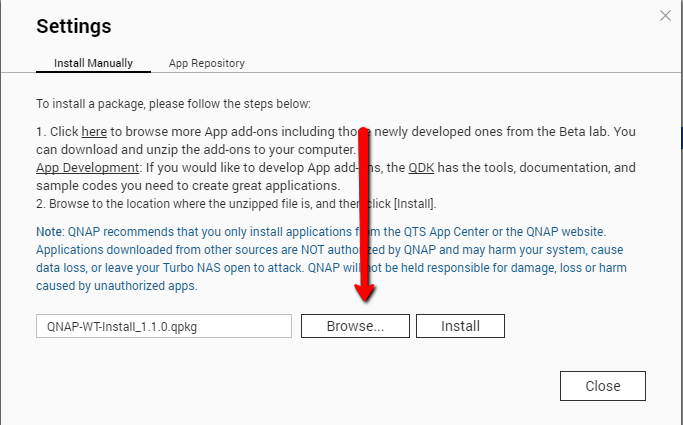 Settings
Install Manually App Repository
To install a package, please follow the steps below:
1. Click here to browse more App add-ons including those newly developed ones from the Beta lab. You
can download and unzip the add-ons to your computer.
App Development: If you would like to develop App add-ons, the QDK has the tools, documentation, and
sample codes you need to create great applications.
2. Browse to the location where the unzipped file is, and then click [Install].
Note: QNAP recommends that you only install applications from the QTS App Center or the QNAP website.
Applications downloaded from other sources are NOT authorized by QNAP and may harm your system, cause
data loss, or leave your Turbo NAS open to attack. QNAP will not be held responsible for damage, loss or harm
caused by unauthorized apps.
QNAP-WT-Install_1.1.0.qpkg Browse... Install
Close